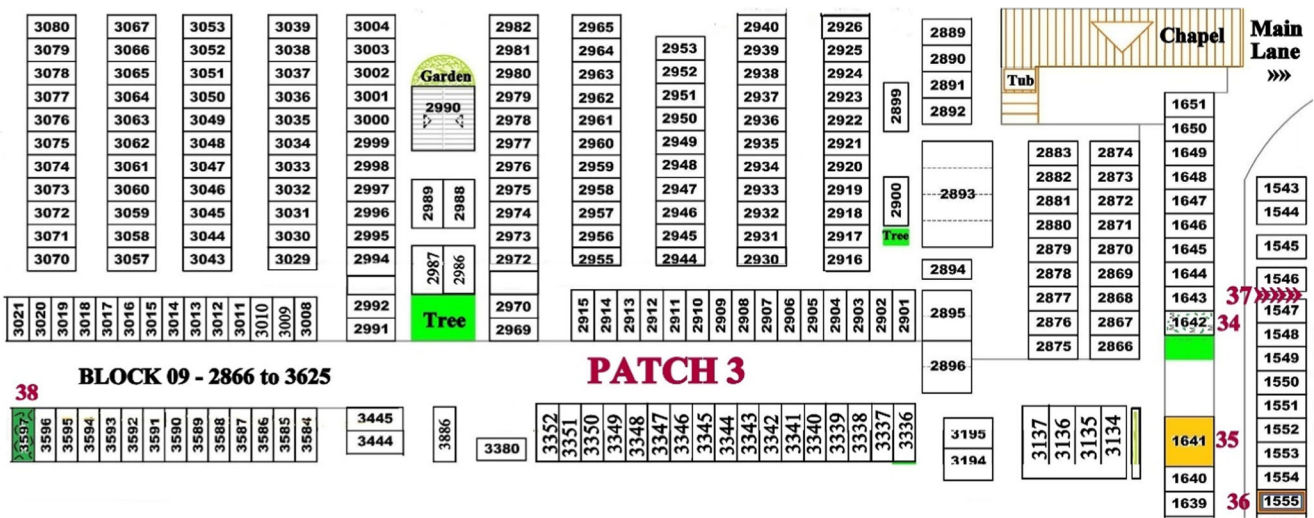 3080 3067 3053 3039 3004 2982 2965 2940 2926 2889 Chapel Main
3079 3066 3052 3038 3003 2981 2964 2953 2939 2925 2890 Lane
3078 3065 3051 3037 3002 Garden 2980 2963 2952 2938 2924 2891 Tub »»
3077 3064 3050 3036 3001 2990 2979 2962 2951 2937 2923 2899 2892 1651
3076 3063 3049 3035 3000 2978 2961 2950 2936 2922 1650
3075 3062 3048 3034 2999 2977 2960 2949 2935 2921 2883 2874 1649
3074 3061 3047 3033 2998 2976 2959 2948 2934 2920 2882 2873 1648
3073 3060 3046 3032 2997 2989 2988 2975 2958 2947 2933 2919 2900 2893 2881 2872 1647 1543
3072 3059 3045 3031 2996 2974 2957 2946 2932 2918 2880 2871 1646 1544
3071 3058 3044 3030 2995 2973 2956 2945 2931 2917 Tree 2879 2870 1645 1545
3070 3057 3043 3029 2994 2987 2986 2972 2955 2944 2930 2916 2894 2878 2869 1644 1546
3021 3020 3019 3018 3017 3016 3015 3014 3013 3012 3011 3010 3009 3008 2992 2970 2915 2914 2913 2912 2911 2910 2909 2908 2907 2906 2905 2904 2903 2902 2901 2895 2877 2868 1643 37 »»»
1547
2991 Tree 2969 2876 2867 1642 34 1548
2875 2866 1549
BLOCK 09 - 2866 to 3625 PATCH 3 2896 1550
38 1551
3597 3596 3595 3594 3593 3592 3591 3590 3589 3588 3587 3586 3585 3584 3445 3886 3352 3351 3350 3349 3348 3347 3346 3345 3344 3343 3342 3341 3340 3339 3338 3337 3336 3195 3137 3136 3135 3134 1641 35 1552
3444 3380 3194 1553
1640 1554
1639 36 1555